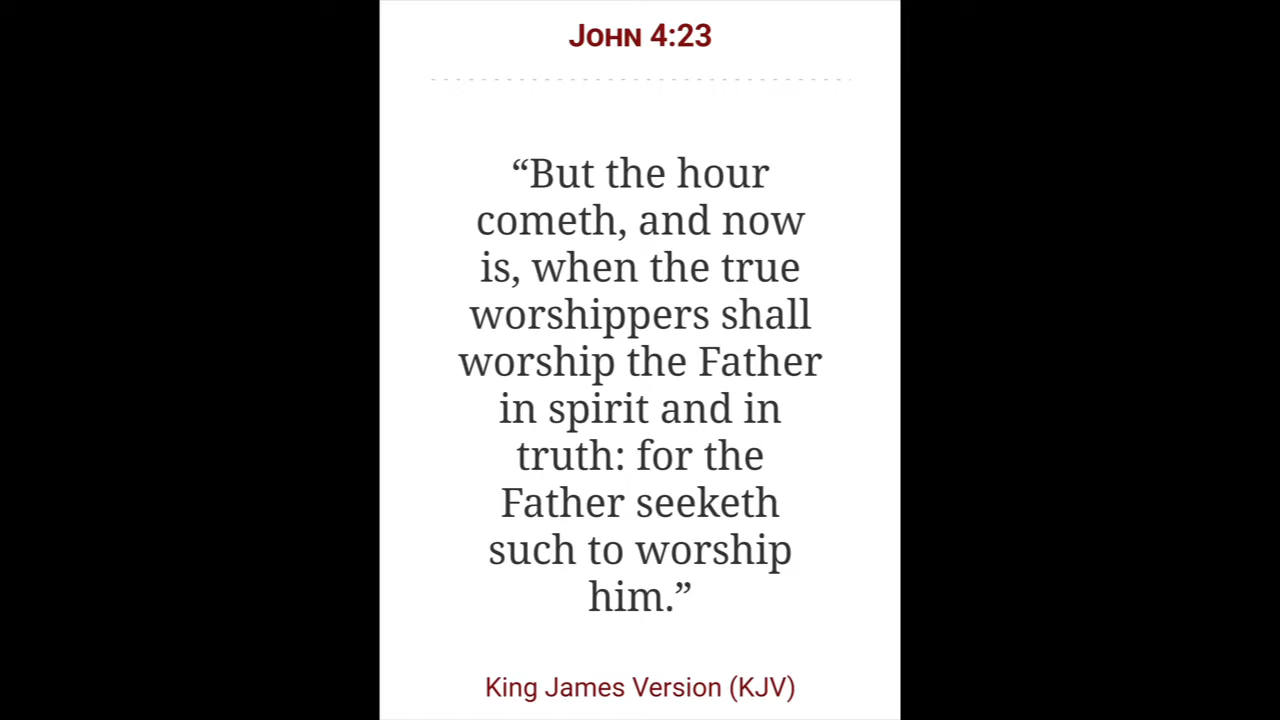 John 4:23
“But the hour
cometh, and now
is, when the true
worshippers shall
worship the Father
in spirit and in
truth: for the
Father seeketh
such to worship
him.”
King James Version (KJV)